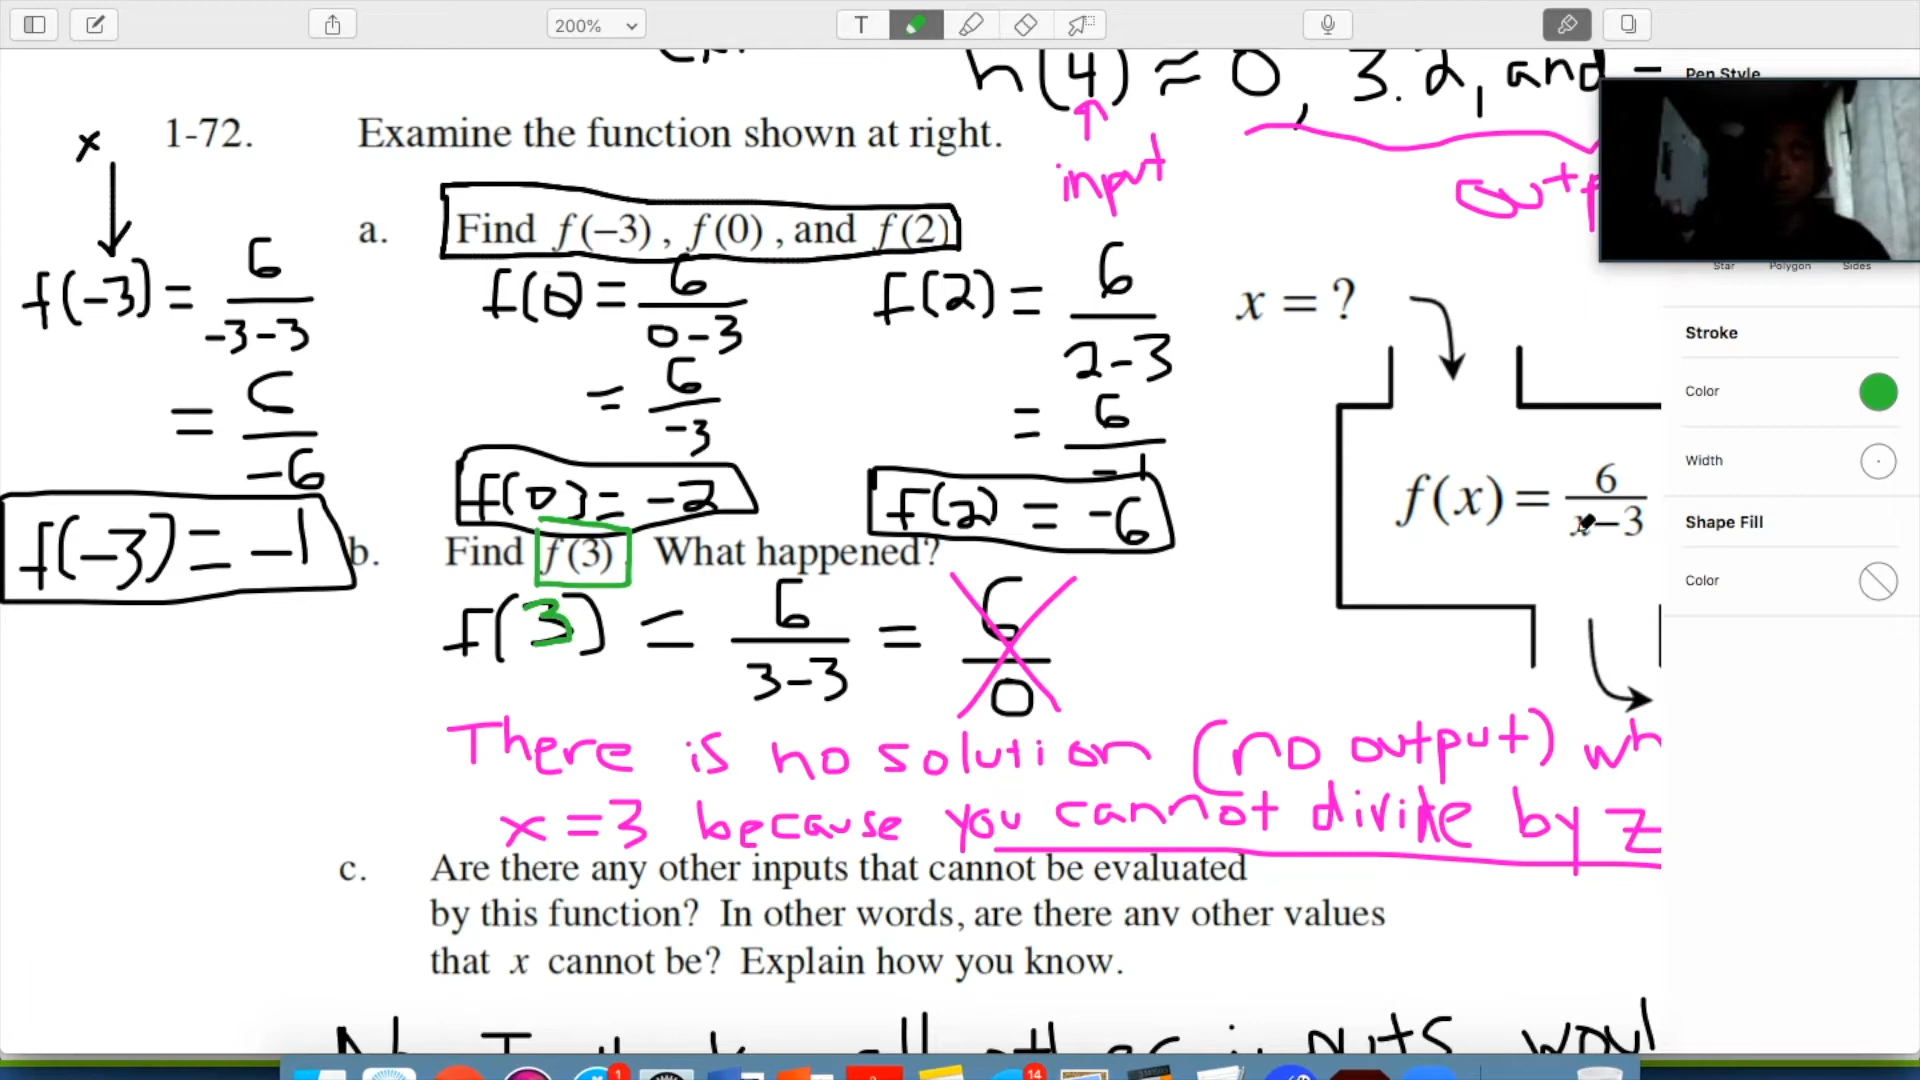 200%
T
h(4) ≈ 0, 3.2, and
Pen Style
input
x
1-72. Examine the function shown at right.
a. Find f(−3), f(0), and f(2)
Star Polygon Sides
f(-3) = 6/-3-3
f(0) = 6/0-3
f(2) = 6/2-3
x = ?
Stroke
Color
= 6/-3
= 6/-1
-6
Width
f(-3) = -1
f(0) = -2
f(2) = -6
f(x) = 6/x−3
Shape Fill
b. Find f(3) What happened?
Color
f(3) = 6/3-3 = 6/0
There is no solution (no output) wh
x = 3 because you cannot divide by z
c. Are there any other inputs that cannot be evaluated
by this function? In other words, are there any other values
that x cannot be? Explain how you know.
1
14